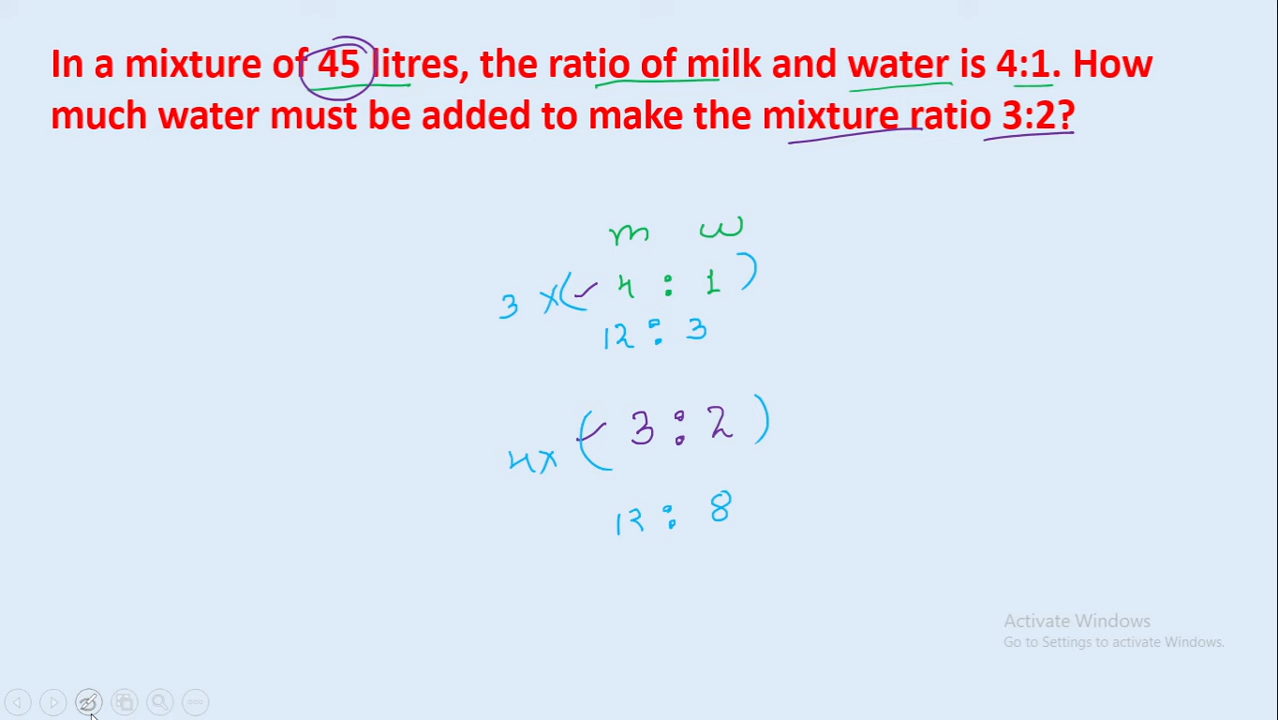 In a mixture of 45 litres, the ratio of milk and water is 4:1. How
much water must be added to make the mixture ratio 3:2?
m w
3 x( 4 : 1 )
12 : 3
4x ( 3 : 2 )
12 : 8
Activate Windows
Go to Settings to activate Windows.